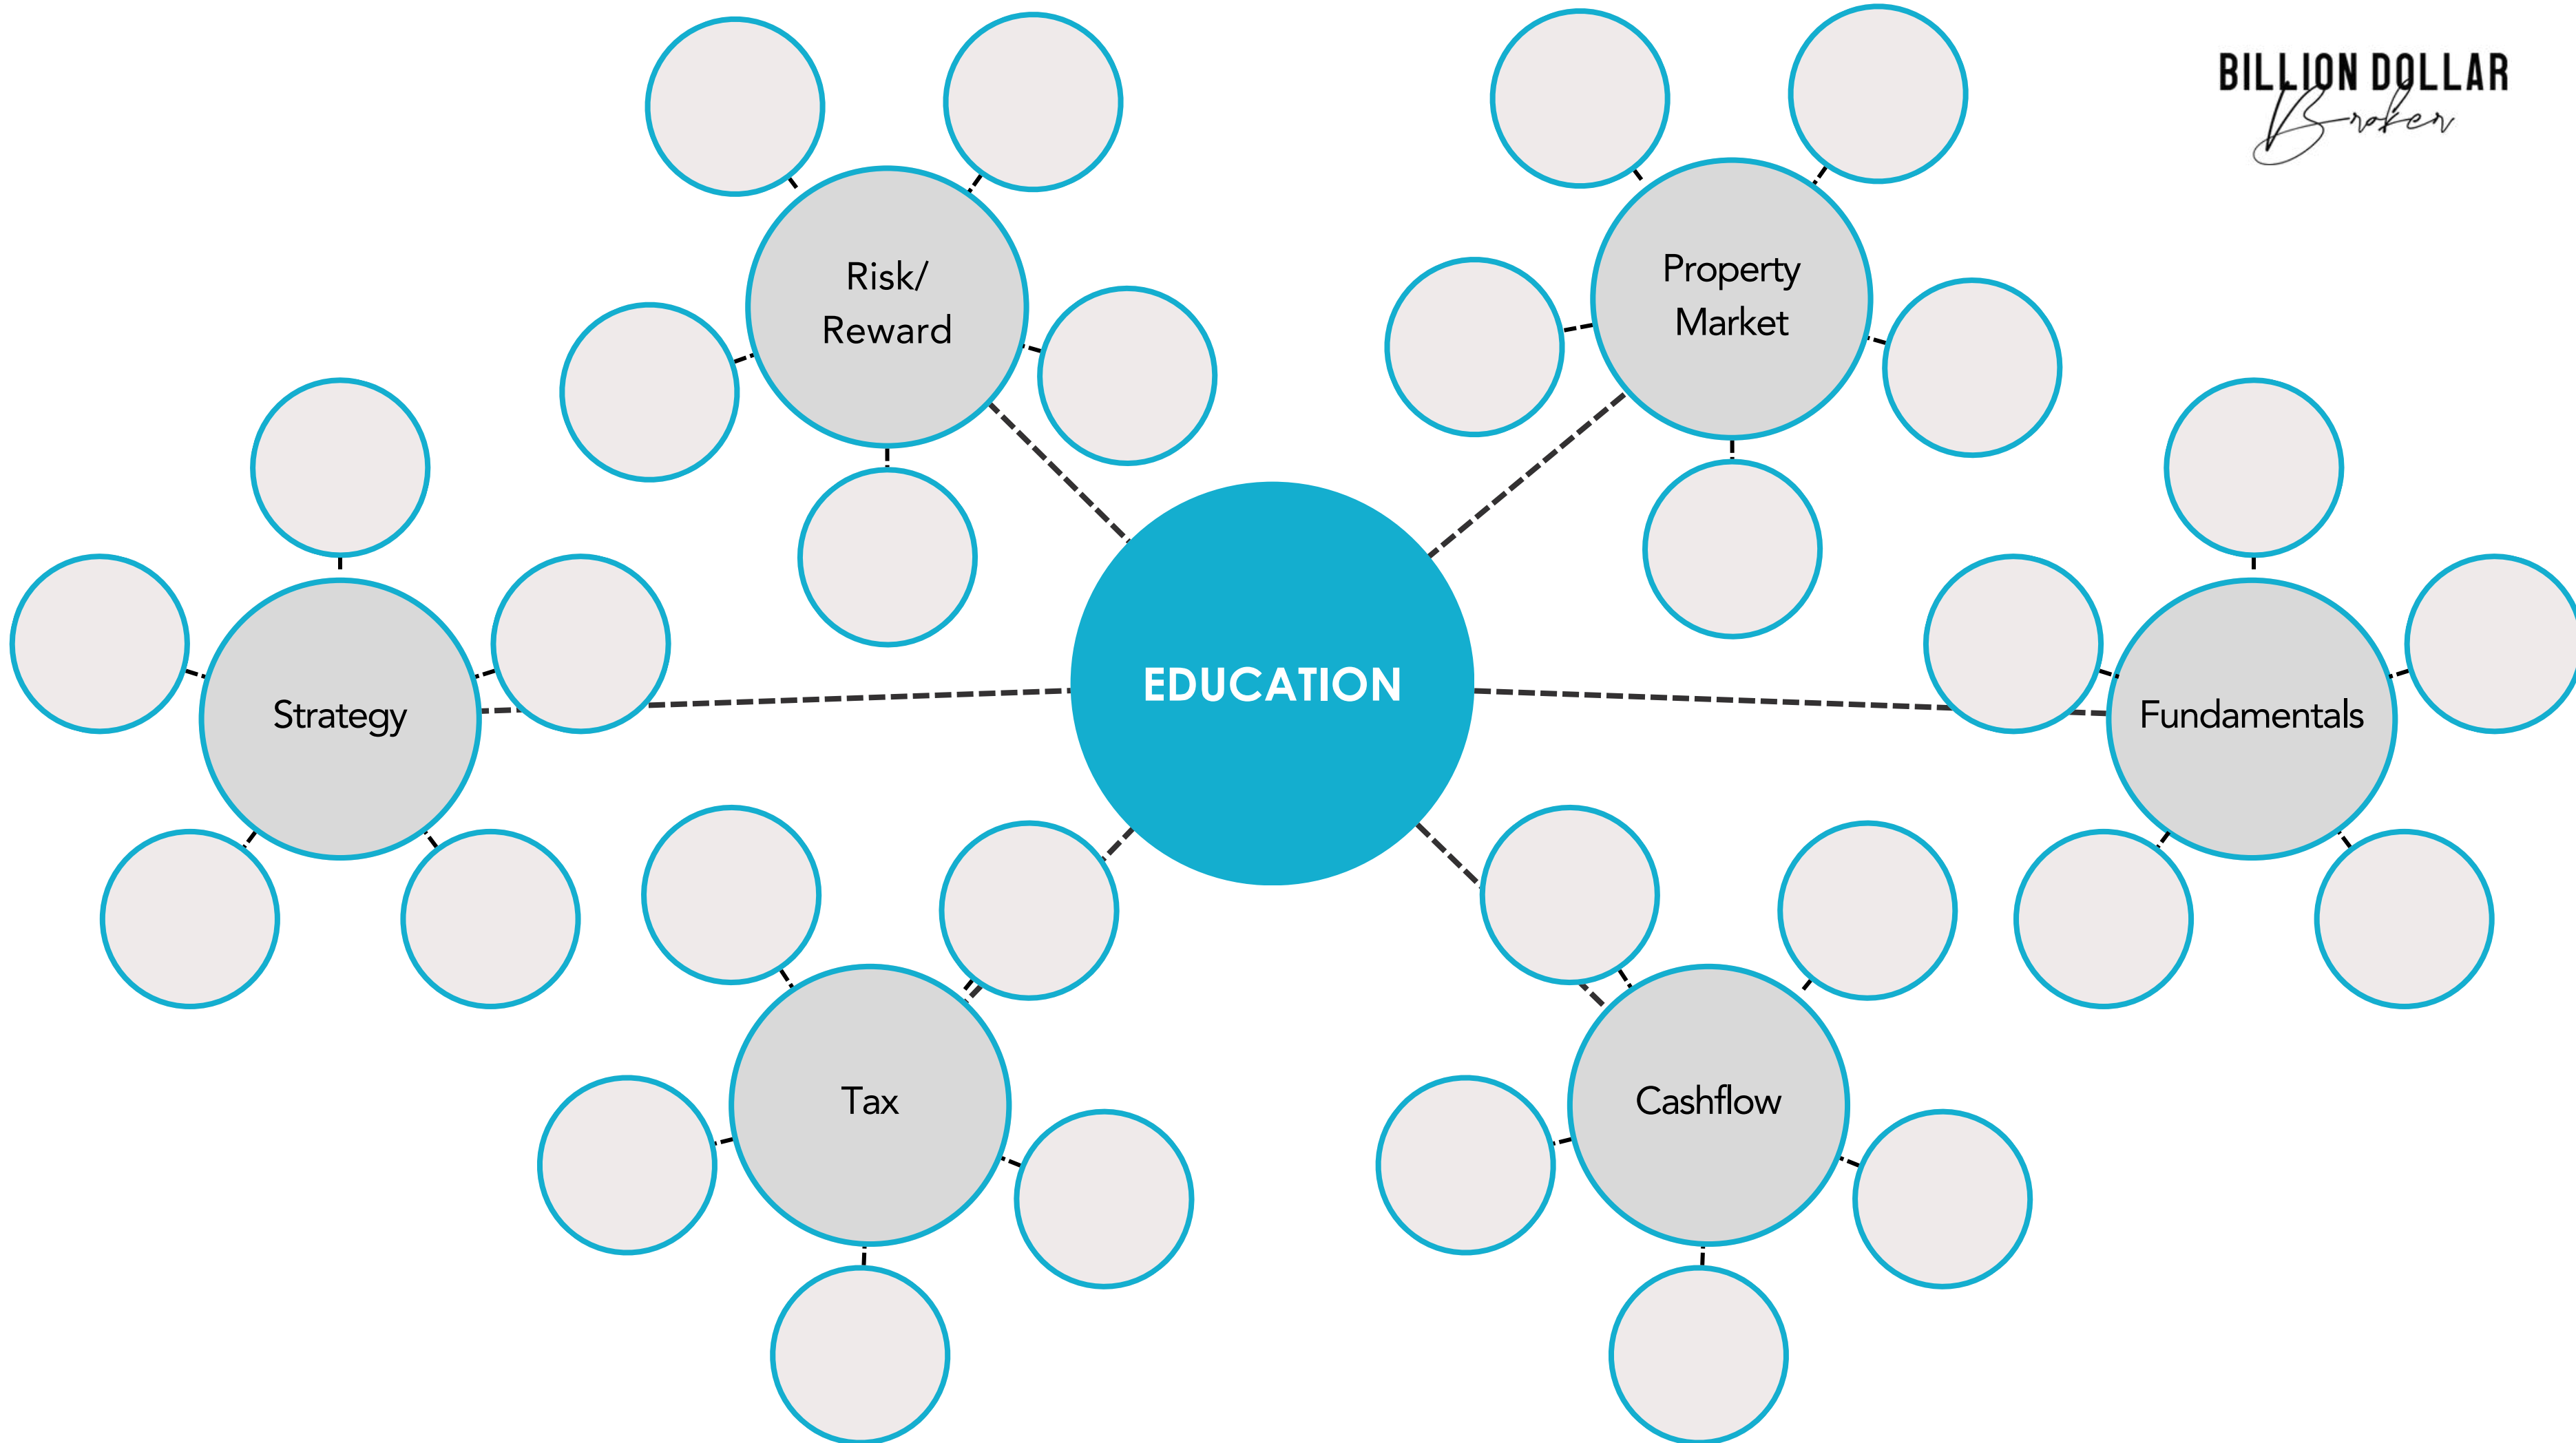 BILLION DOLLAR
Broker
Risk/
Reward
Property
Market
EDUCATION
Strategy
Fundamentals
Tax
Cashflow